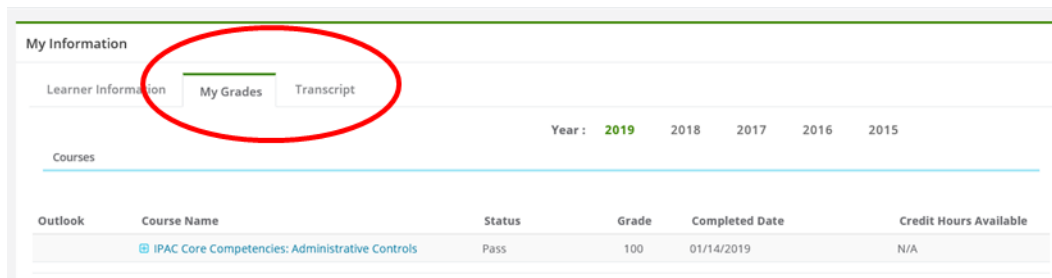 My Information
Learner Information My Grades Transcript
Year : 2019 2018 2017 2016 2015
Courses
Outlook Course Name Status Grade Completed Date Credit Hours Available
IPAC Core Competencies: Administrative Controls Pass 100 01/14/2019 N/A